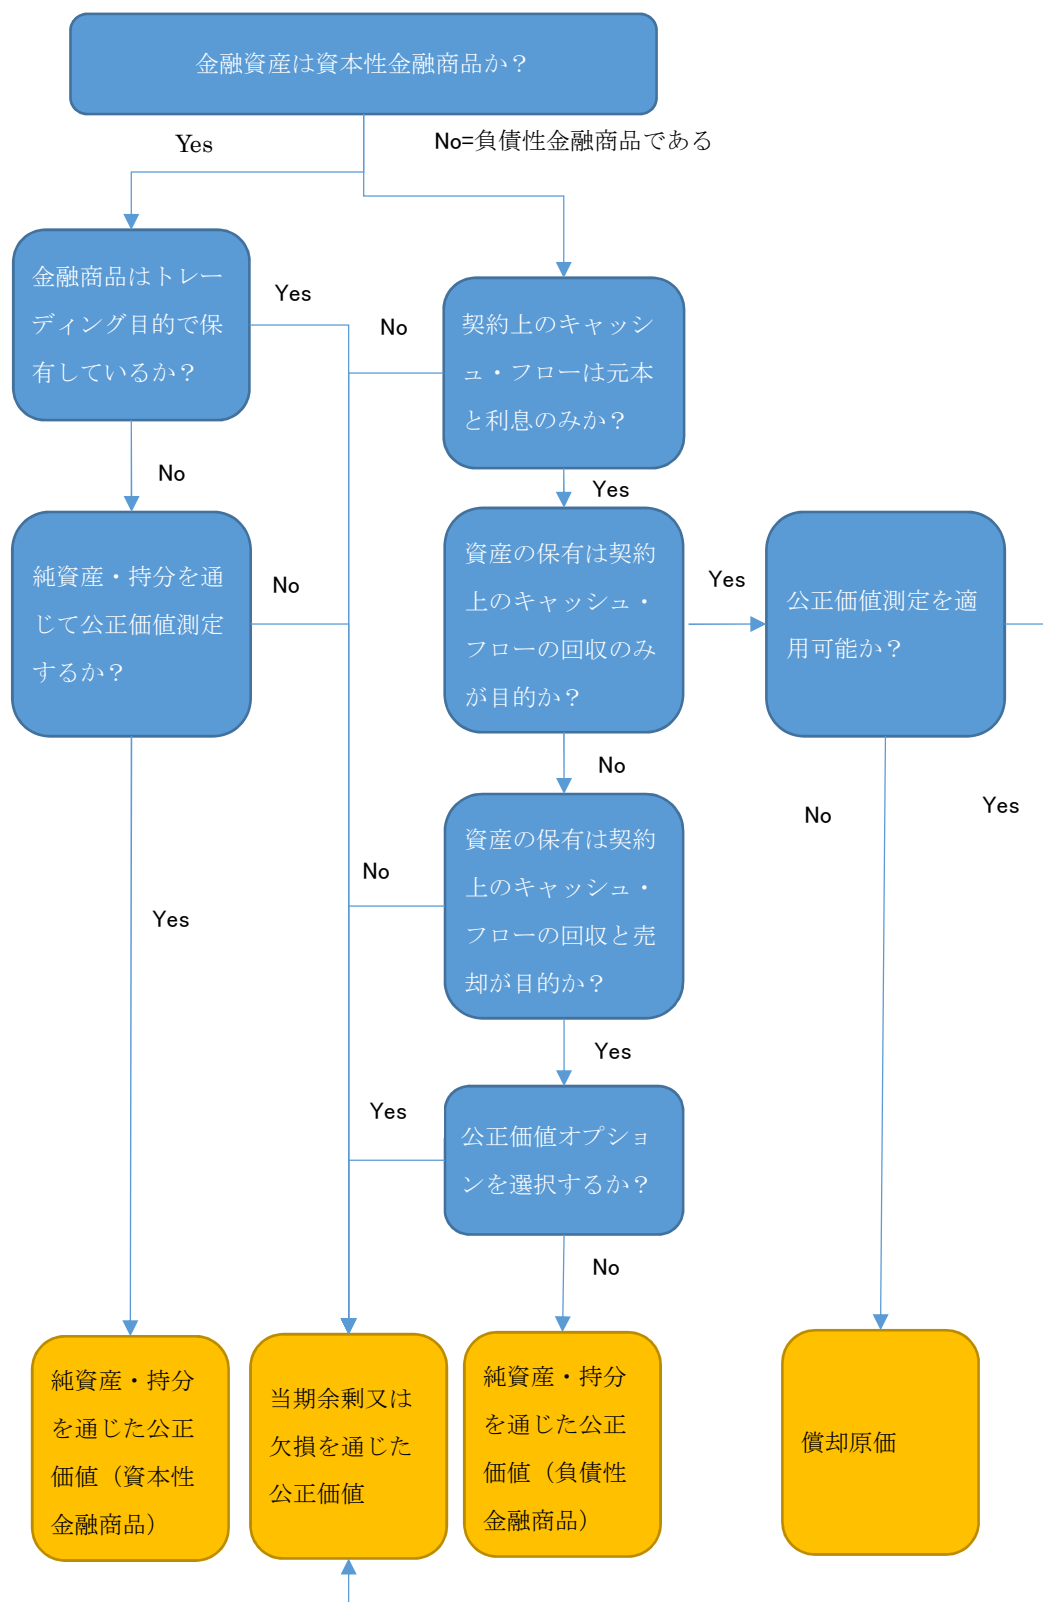 金融資産は資本性金融商品か？
Yes
No=負債性金融商品である
金融商品はトレー
ディング目的で保
有しているか？
Yes
No
契約上のキャッシ
ュ・フローは元本
と利息のみか？
No
Yes
純資産・持分を通
じて公正価値測定
するか？
No
資産の保有は契約
上のキャッシュ・
フローの回収のみ
が目的か？
Yes
公正価値測定を適
用可能か？
No
No
Yes
資産の保有は契約
上のキャッシュ・
フローの回収と売
却が目的か？
No
Yes
Yes
Yes
公正価値オプショ
ンを選択するか？
No
純資産・持分
を通じた公正
価値（資本性
金融商品）
当期余剰又は
欠損を通じた
公正価値
純資産・持分
を通じた公正
価値（負債性
金融商品）
償却原価